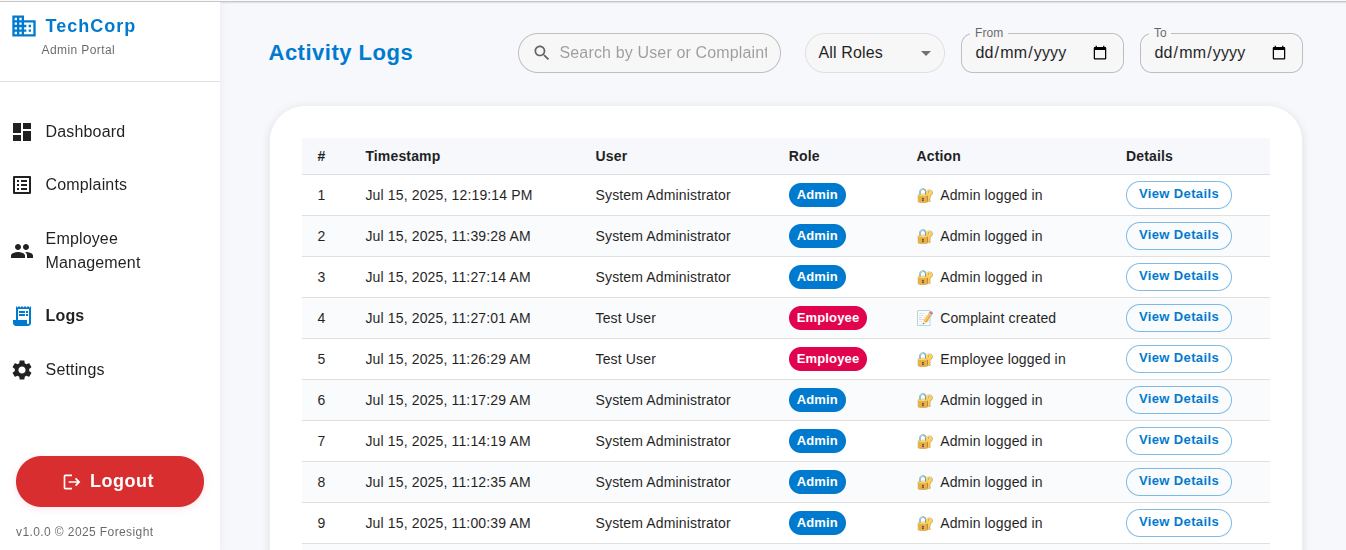 TechCorp
Admin Portal
Dashboard
Complaints
Employee
Management
Logs
Settings
Logout
v1.0.0 © 2025 Foresight
Activity Logs
Search by User or Complaint
All Roles
From
dd/mm/yyyy
To
dd/mm/yyyy
# Timestamp User Role Action Details
1 Jul 15, 2025, 12:19:14 PM System Administrator Admin Admin logged in View Details
2 Jul 15, 2025, 11:39:28 AM System Administrator Admin Admin logged in View Details
3 Jul 15, 2025, 11:27:14 AM System Administrator Admin Admin logged in View Details
4 Jul 15, 2025, 11:27:01 AM Test User Employee Complaint created View Details
5 Jul 15, 2025, 11:26:29 AM Test User Employee Employee logged in View Details
6 Jul 15, 2025, 11:17:29 AM System Administrator Admin Admin logged in View Details
7 Jul 15, 2025, 11:14:19 AM System Administrator Admin Admin logged in View Details
8 Jul 15, 2025, 11:12:35 AM System Administrator Admin Admin logged in View Details
9 Jul 15, 2025, 11:00:39 AM System Administrator Admin Admin logged in View Details